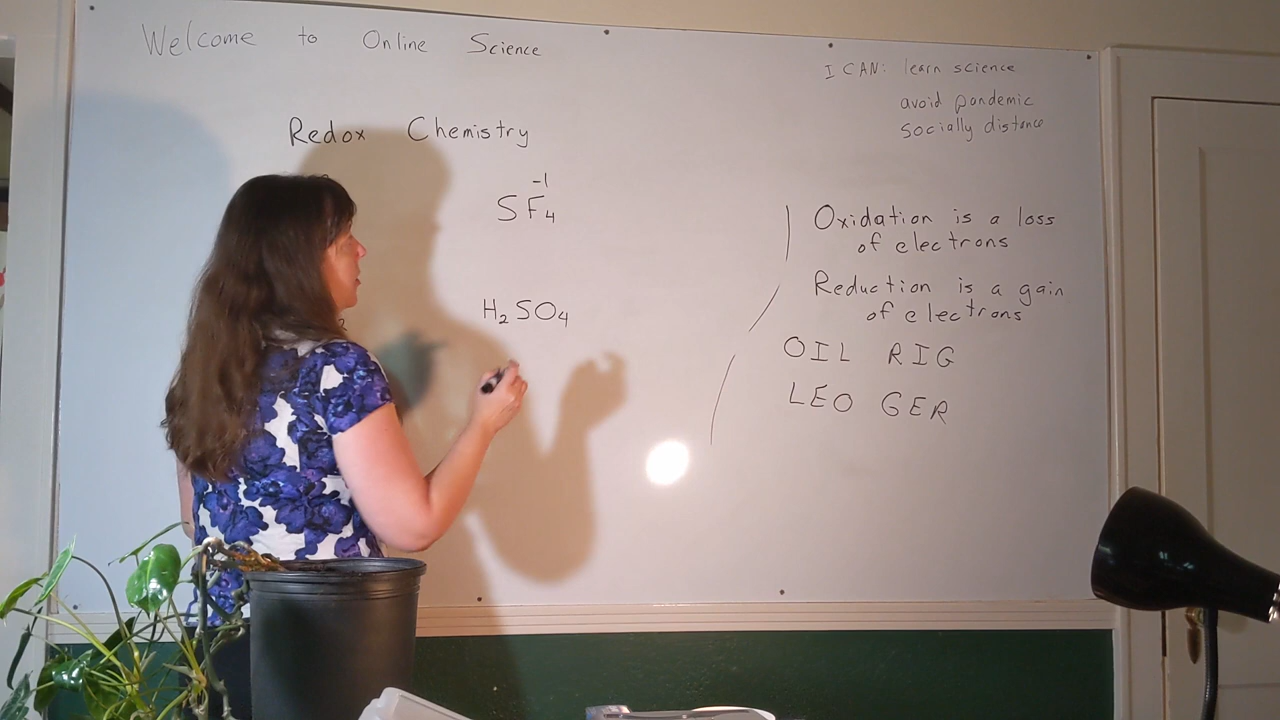 Welcome to Online Science
I CAN: learn science
avoid pandemic
socially distance
Redox Chemistry
-1
SF4
H2SO4
2
Oxidation is a loss
of electrons
Reduction is a gain
of electrons
OIL RIG
LEO GER